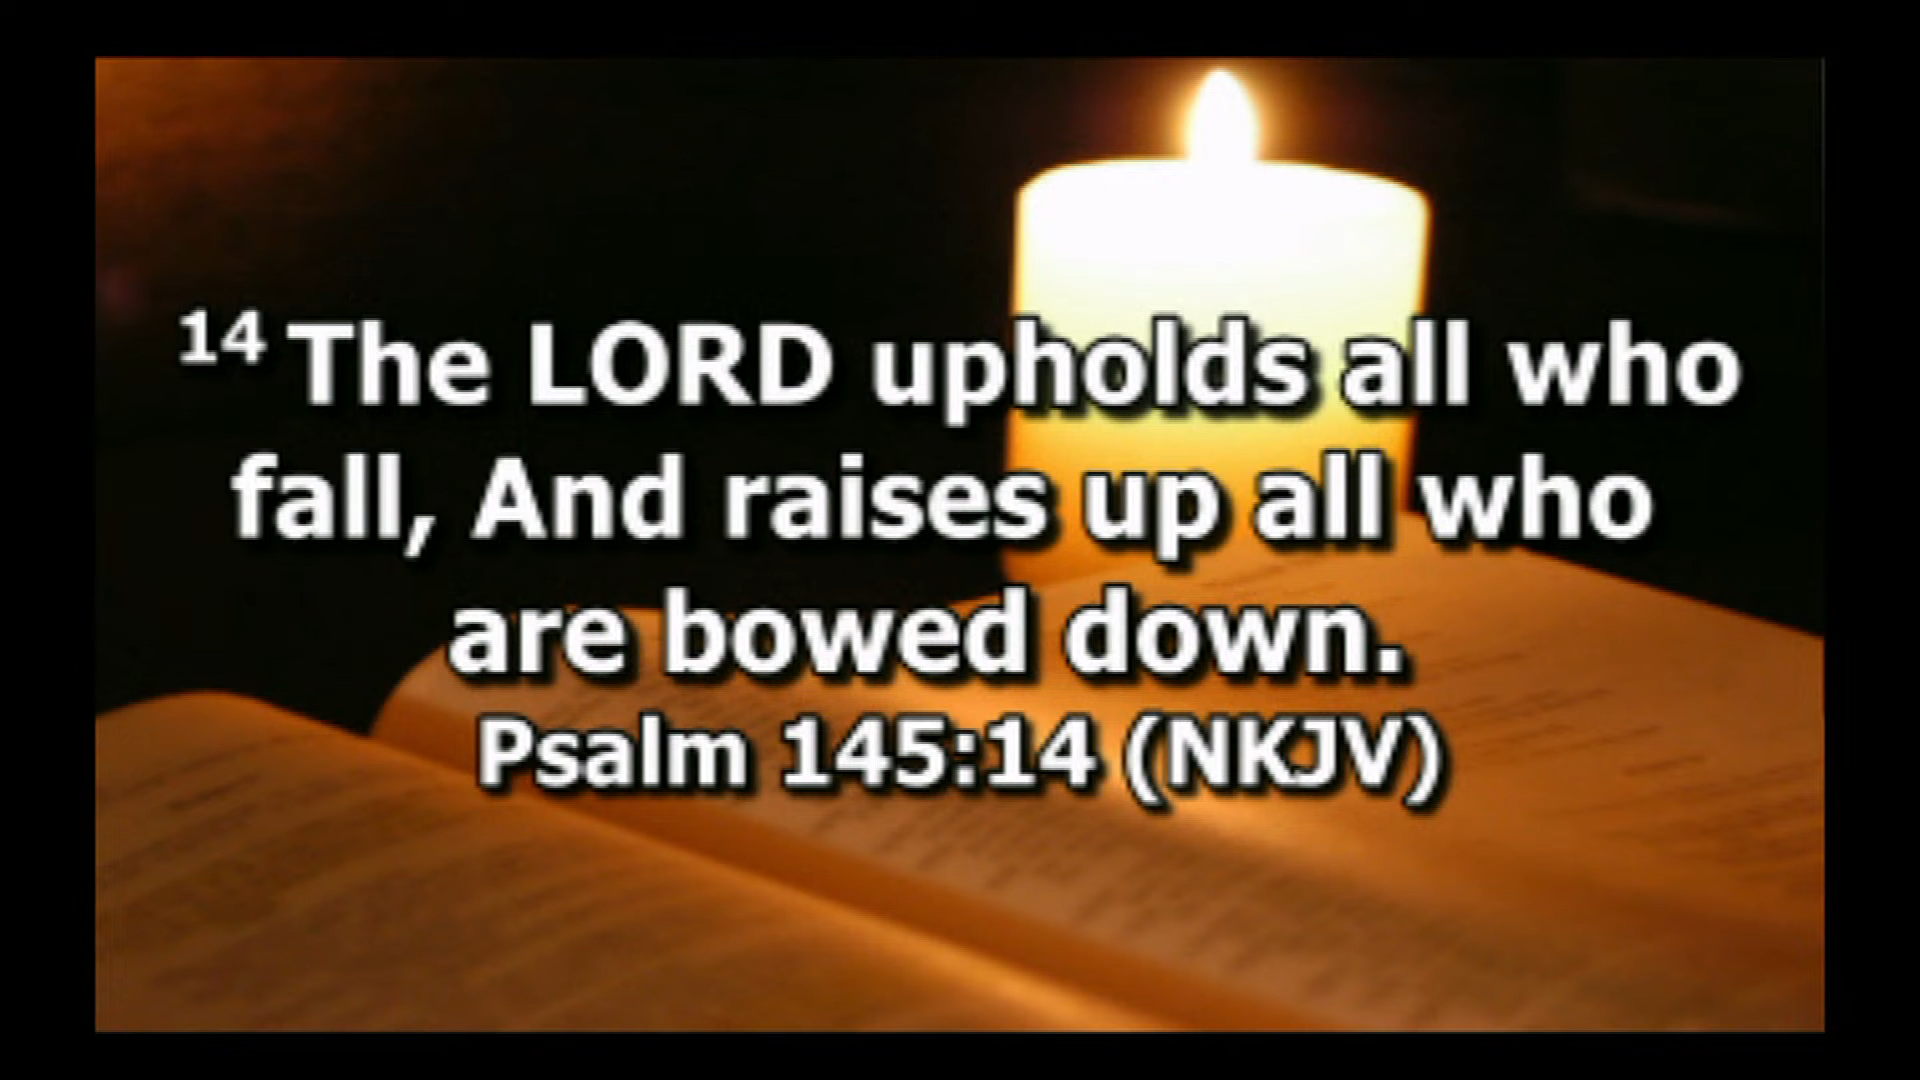 14 The LORD upholds all who
fall, And raises up all who
are bowed down.
Psalm 145:14 (NKJV)